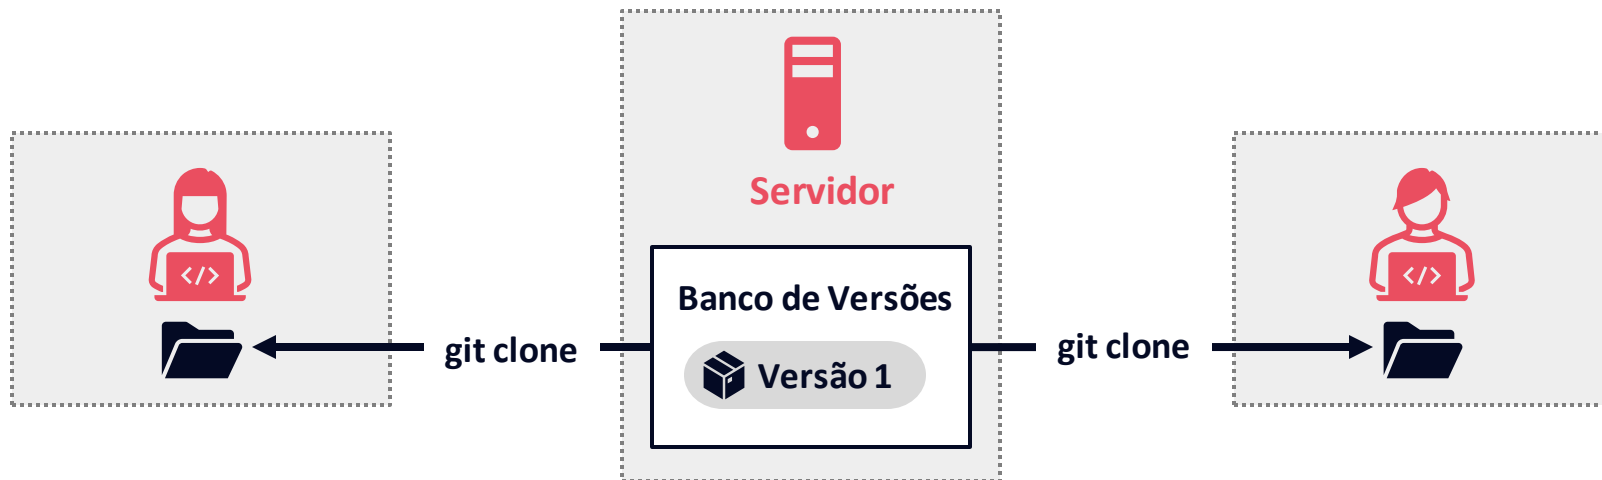 Servidor
Banco de Versões
git clone
git clone
Versão 1
</>
</>